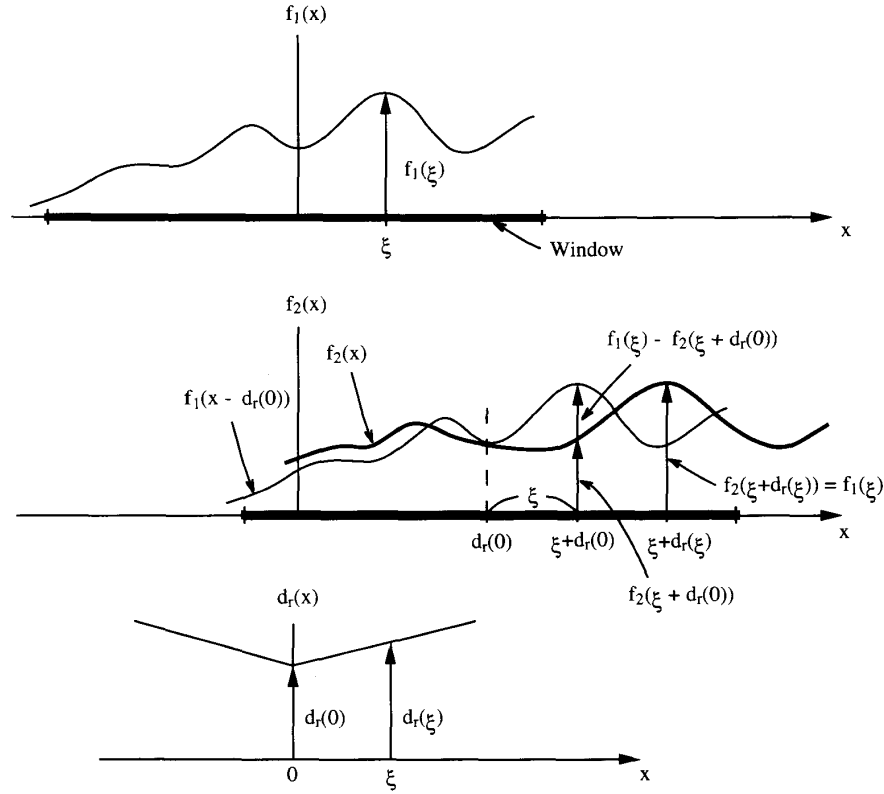 f₁(x)
f₁(ξ)
ξ
Window
x
f₂(x)
f₂(x)
f₁(ξ) - f₂(ξ + dᵣ(0))
f₁(x - dᵣ(0))
ξ
f₂(ξ+dᵣ(ξ)) = f₁(ξ)
dᵣ(0)
ξ+dᵣ(0)
ξ+dᵣ(ξ)
x
f₂(ξ + dᵣ(0))
dᵣ(x)
dᵣ(0)
dᵣ(ξ)
0
ξ
x